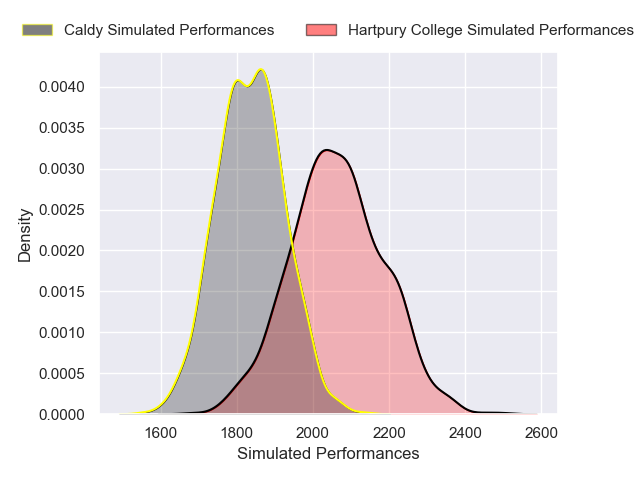 Caldy Simulated Performances
Hartpury College Simulated Performances
0.0040
0.0035
0.0030
0.0025
0.0020
0.0015
0.0010
0.0005
0.0000
Density
1600 1800 2000 2200 2400 2600
Simulated Performances